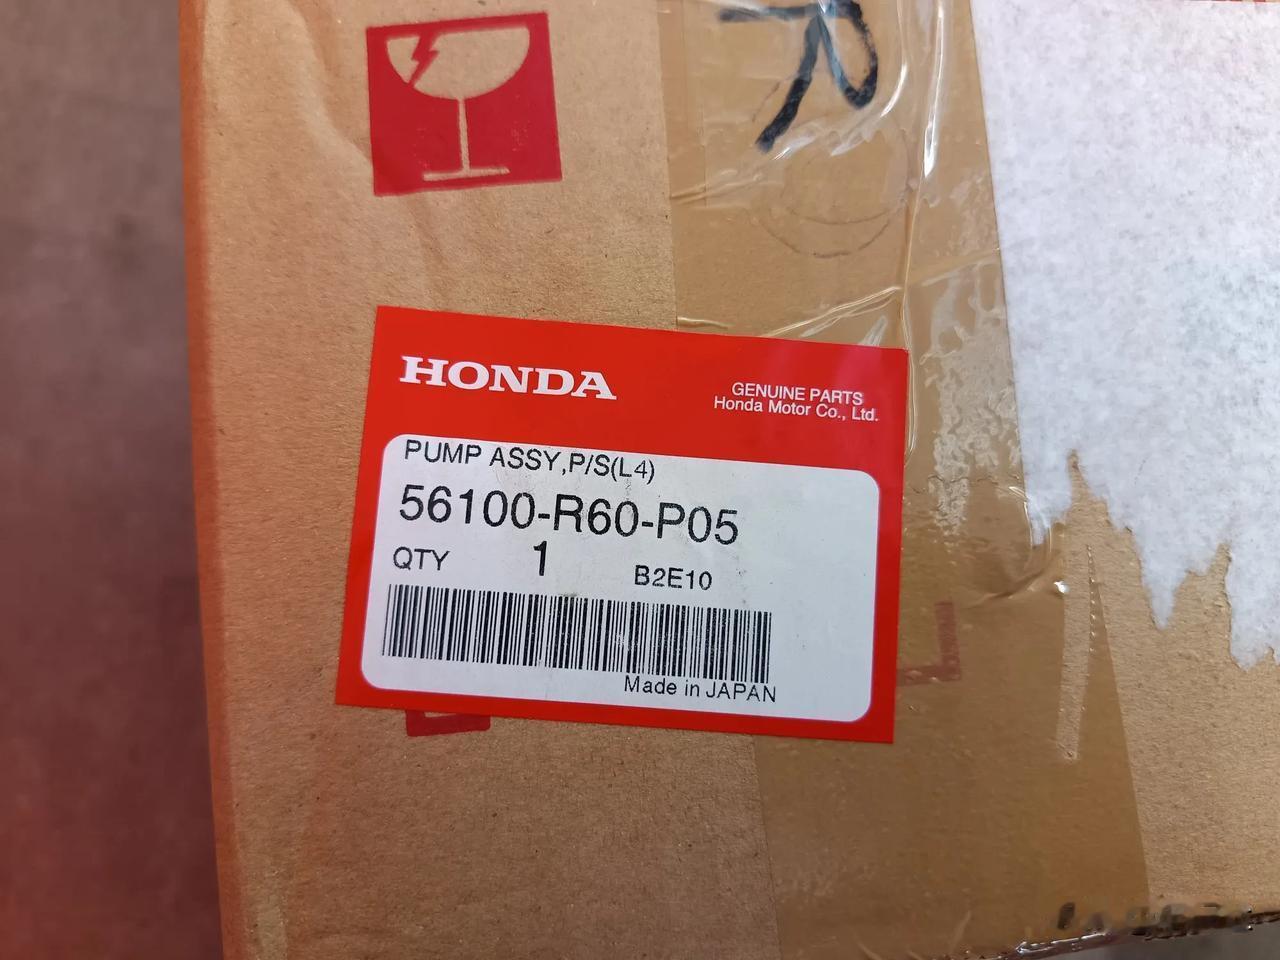 HONDA
GENUINE PARTS
Honda Motor Co., Ltd.
PUMP ASSY,P/S(L4)
56100-R60-P05
QTY 1 B2E10
Made in JAPAN